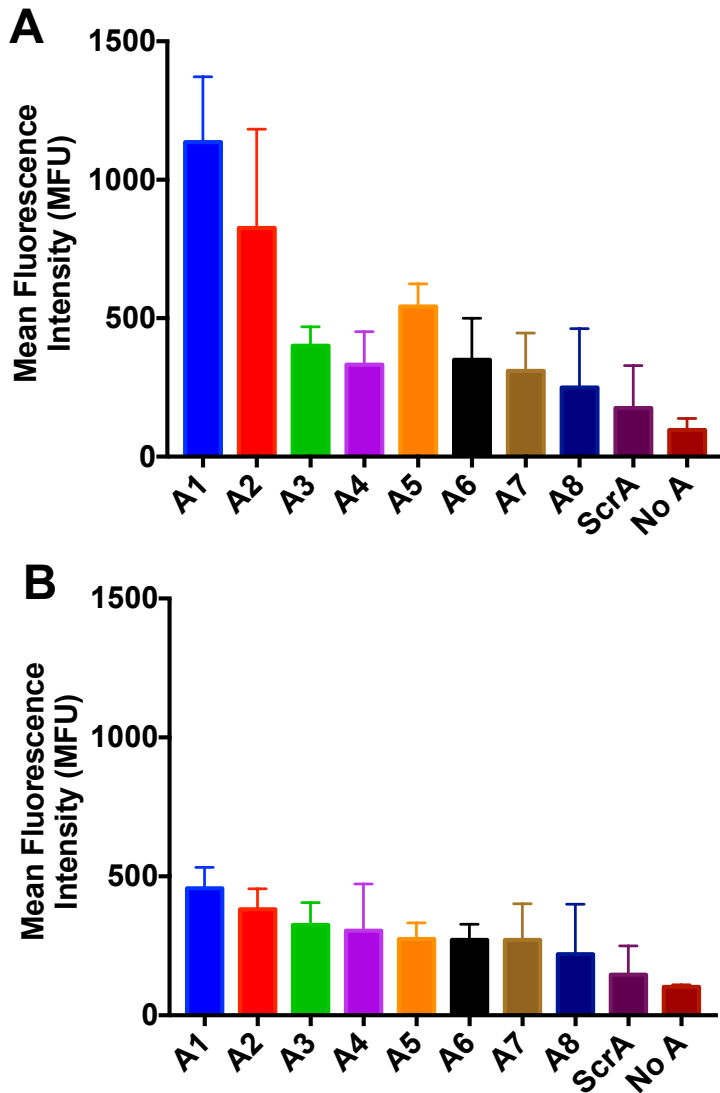 A
Mean Fluorescence
Intensity (MFU)
1500
1000
500
0
A1 A2 A3 A4 A5 A6 A7 A8 ScrA No A
B
Mean Fluorescence
Intensity (MFU)
1500
1000
500
0
A1 A2 A3 A4 A5 A6 A7 A8 ScrA No A